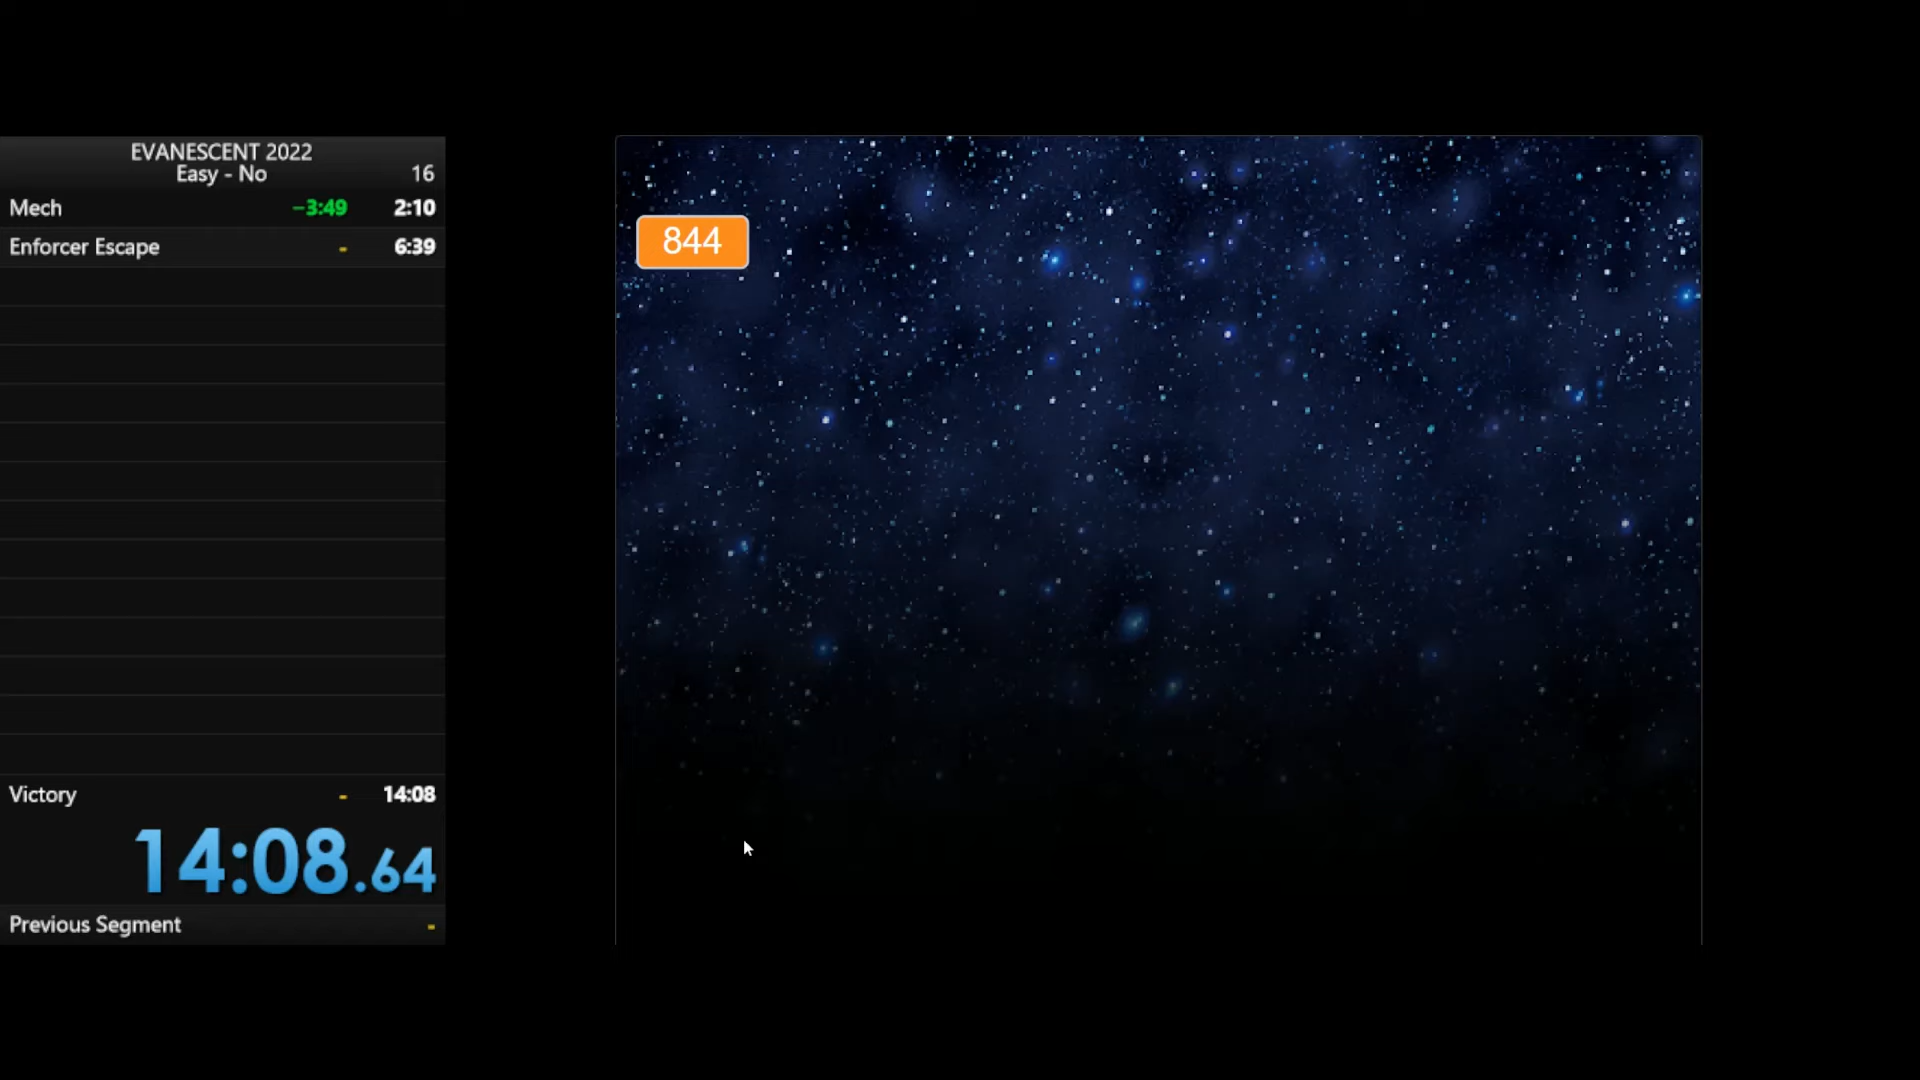 EVANESCENT 2022
Easy - No 16
Mech −3:49 2:10
Enforcer Escape - 6:39
Victory - 14:08
14:08.64
Previous Segment -
844